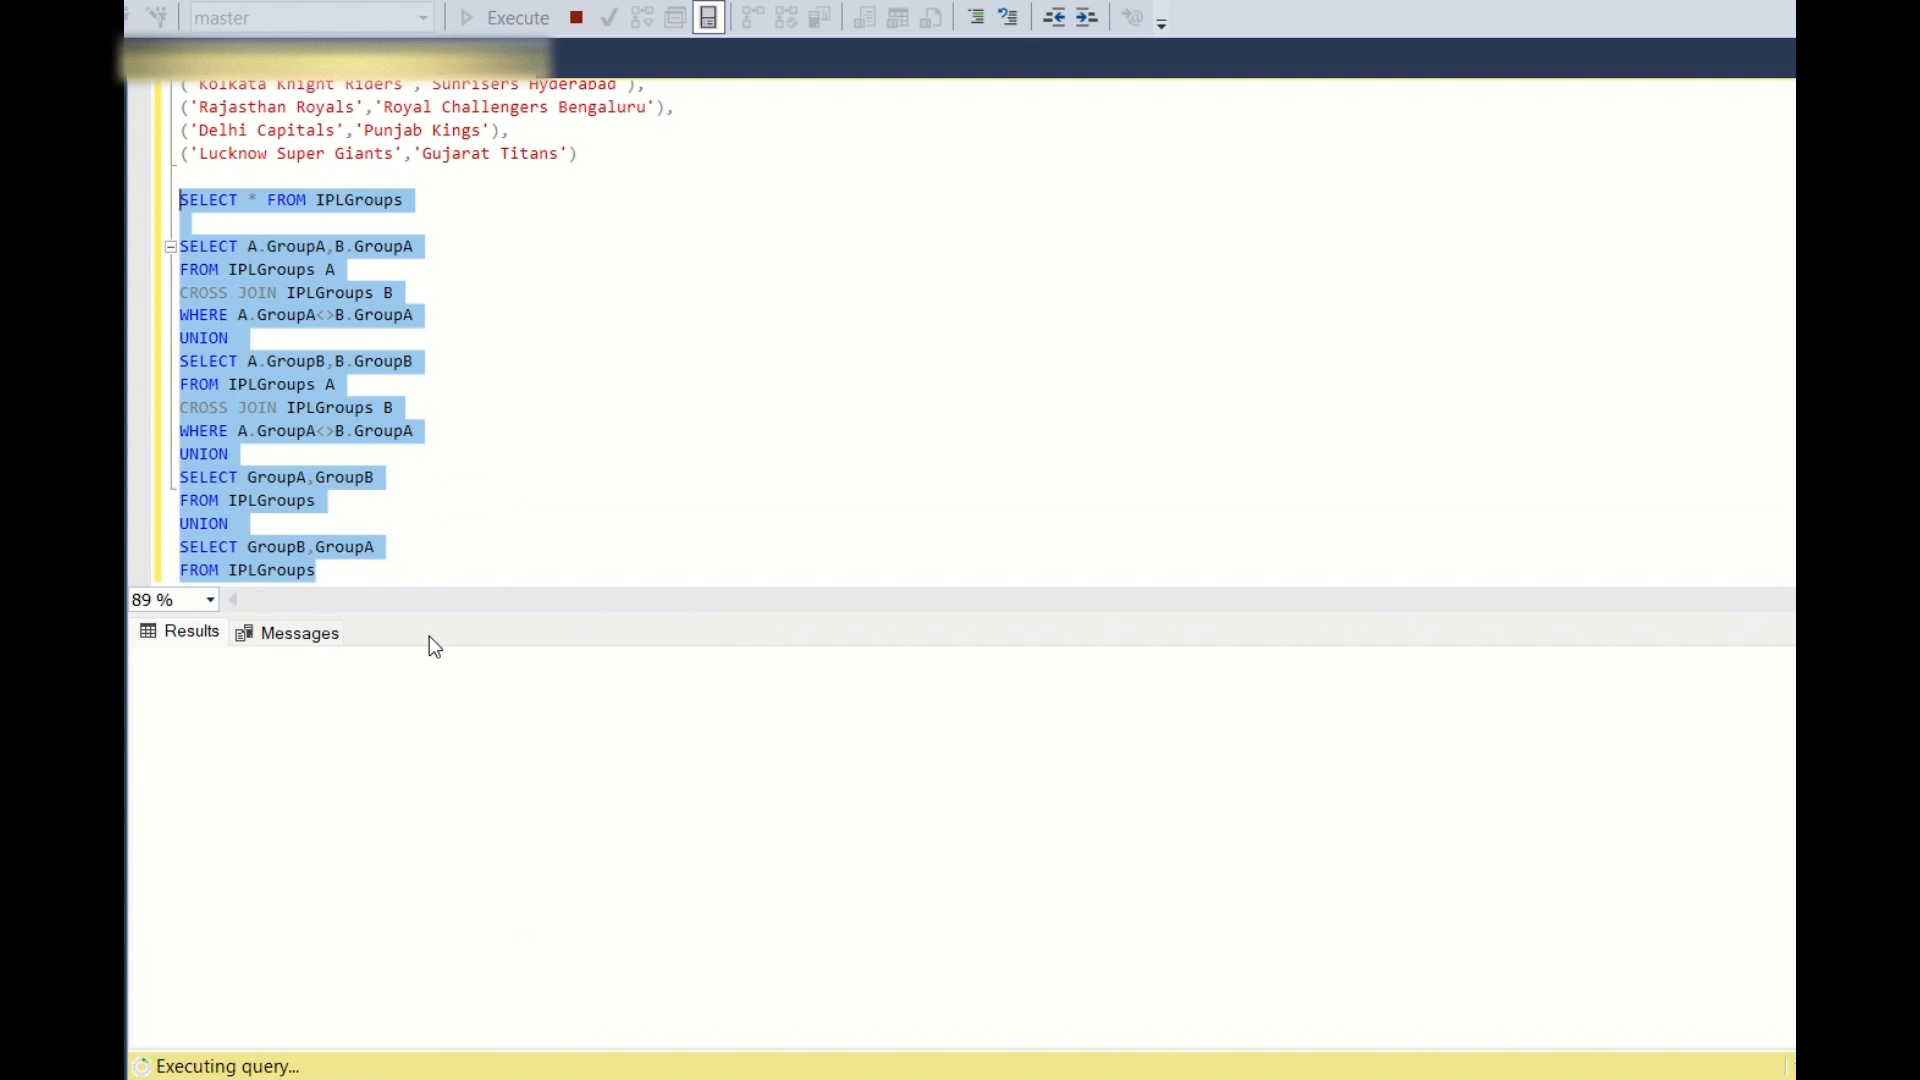 master
Execute
('Kolkata Knight Riders','Sunrisers Hyderabad'),
('Rajasthan Royals','Royal Challengers Bengaluru'),
('Delhi Capitals','Punjab Kings'),
('Lucknow Super Giants','Gujarat Titans')
SELECT * FROM IPLGroups
SELECT A.GroupA,B.GroupA
FROM IPLGroups A
CROSS JOIN IPLGroups B
WHERE A.GroupA<>B.GroupA
UNION
SELECT A.GroupB,B.GroupB
FROM IPLGroups A
CROSS JOIN IPLGroups B
WHERE A.GroupA<>B.GroupA
UNION
SELECT GroupA,GroupB
FROM IPLGroups
UNION
SELECT GroupB,GroupA
FROM IPLGroups
89 %
Results
Messages
Executing query...